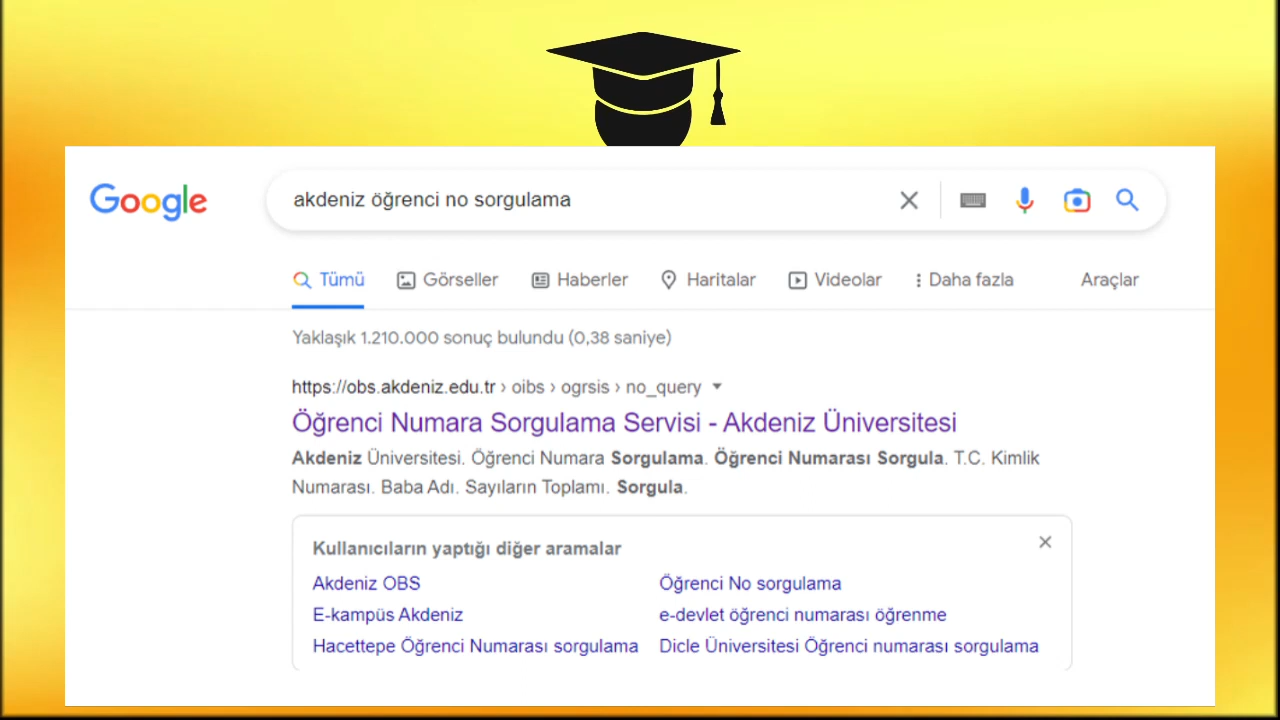 Google
akdeniz öğrenci no sorgulama
Tümü Görseller Haberler Haritalar Videolar Daha fazla Araçlar
Yaklaşık 1.210.000 sonuç bulundu (0,38 saniye)
https://obs.akdeniz.edu.tr › oibs › ogrsis › no_query
Öğrenci Numara Sorgulama Servisi - Akdeniz Üniversitesi
Akdeniz Üniversitesi. Öğrenci Numara Sorgulama. Öğrenci Numarası Sorgula. T.C. Kimlik
Numarası. Baba Adı. Sayıların Toplamı. Sorgula.
Kullanıcıların yaptığı diğer aramalar
Akdeniz OBS Öğrenci No sorgulama
E-kampüs Akdeniz e-devlet öğrenci numarası öğrenme
Hacettepe Öğrenci Numarası sorgulama Dicle Üniversitesi Öğrenci numarası sorgulama